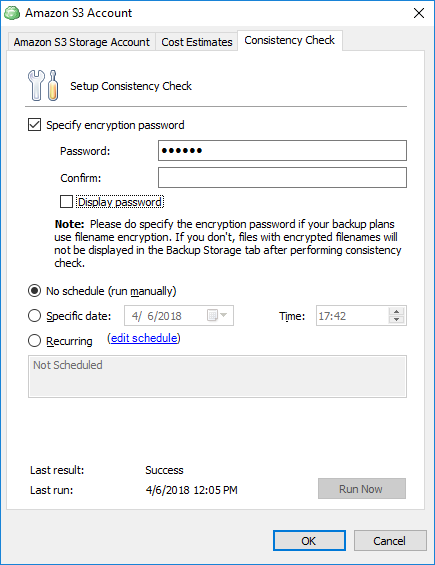 Amazon S3 Account
Amazon S3 Storage Account Cost Estimates Consistency Check
Setup Consistency Check
Specify encryption password
Password: ••••••
Confirm:
Display password
Note: Please do specify the encryption password if your backup plans
use filename encryption. If you don't, files with encrypted filenames will
not be displayed in the Backup Storage tab after performing consistency
check.
No schedule (run manually)
Specific date: 4/ 6/2018 Time: 17:42
Recurring (edit schedule)
Not Scheduled
Last result: Success
Last run: 4/6/2018 12:05 PM Run Now
OK Cancel